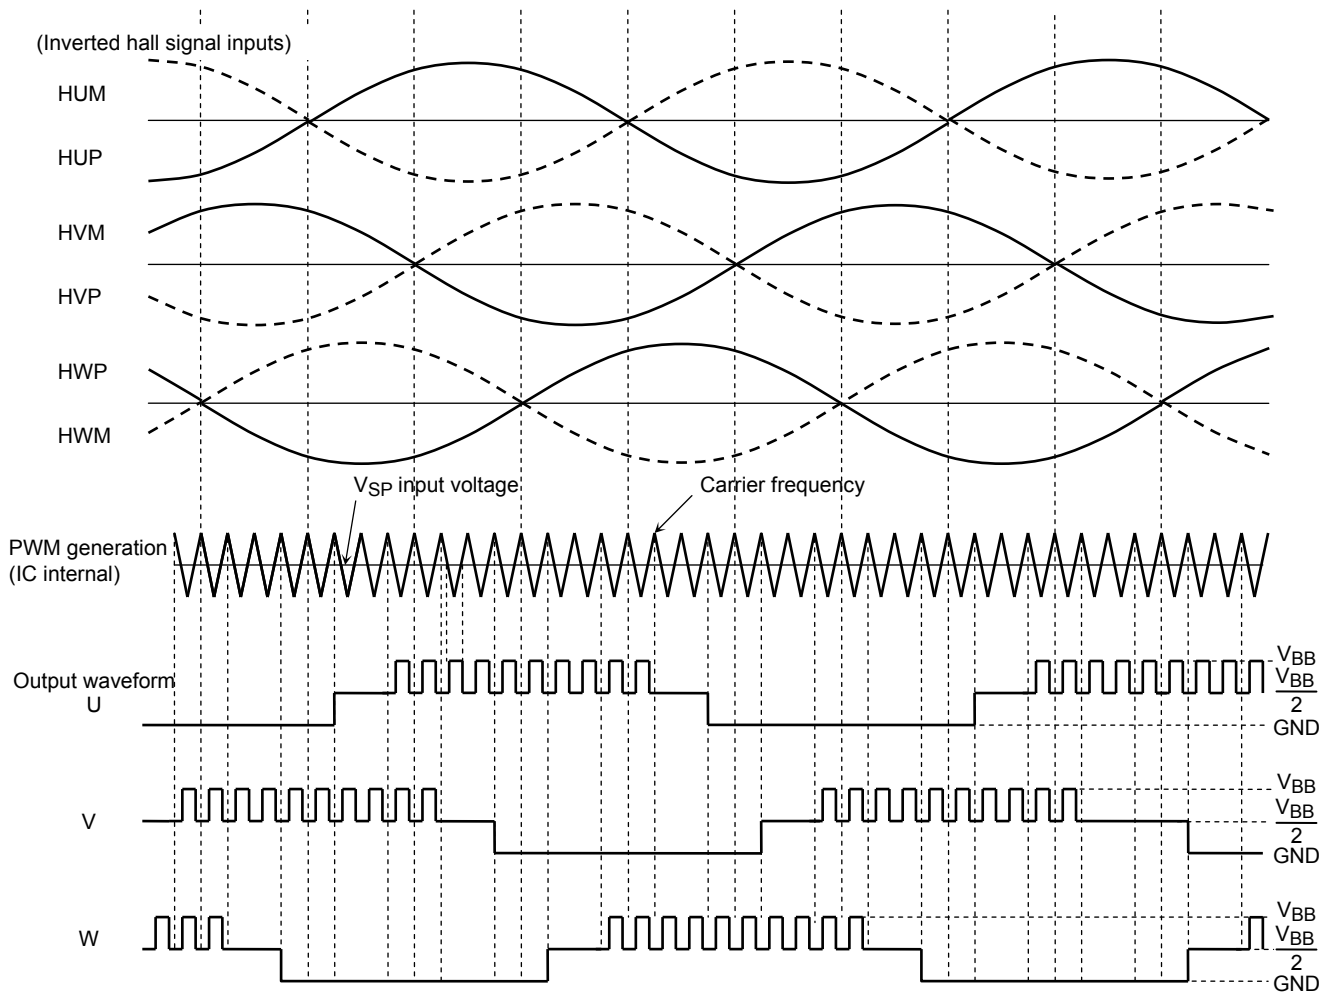 (Inverted hall signal inputs)
HUM
HUP
HVM
HVP
HWP
HWM
VSP input voltage
Carrier frequency
PWM generation
(IC internal)
Output waveform
U
VBB
VBB
2
GND
V
VBB
VBB
2
GND
W
VBB
VBB
2
GND